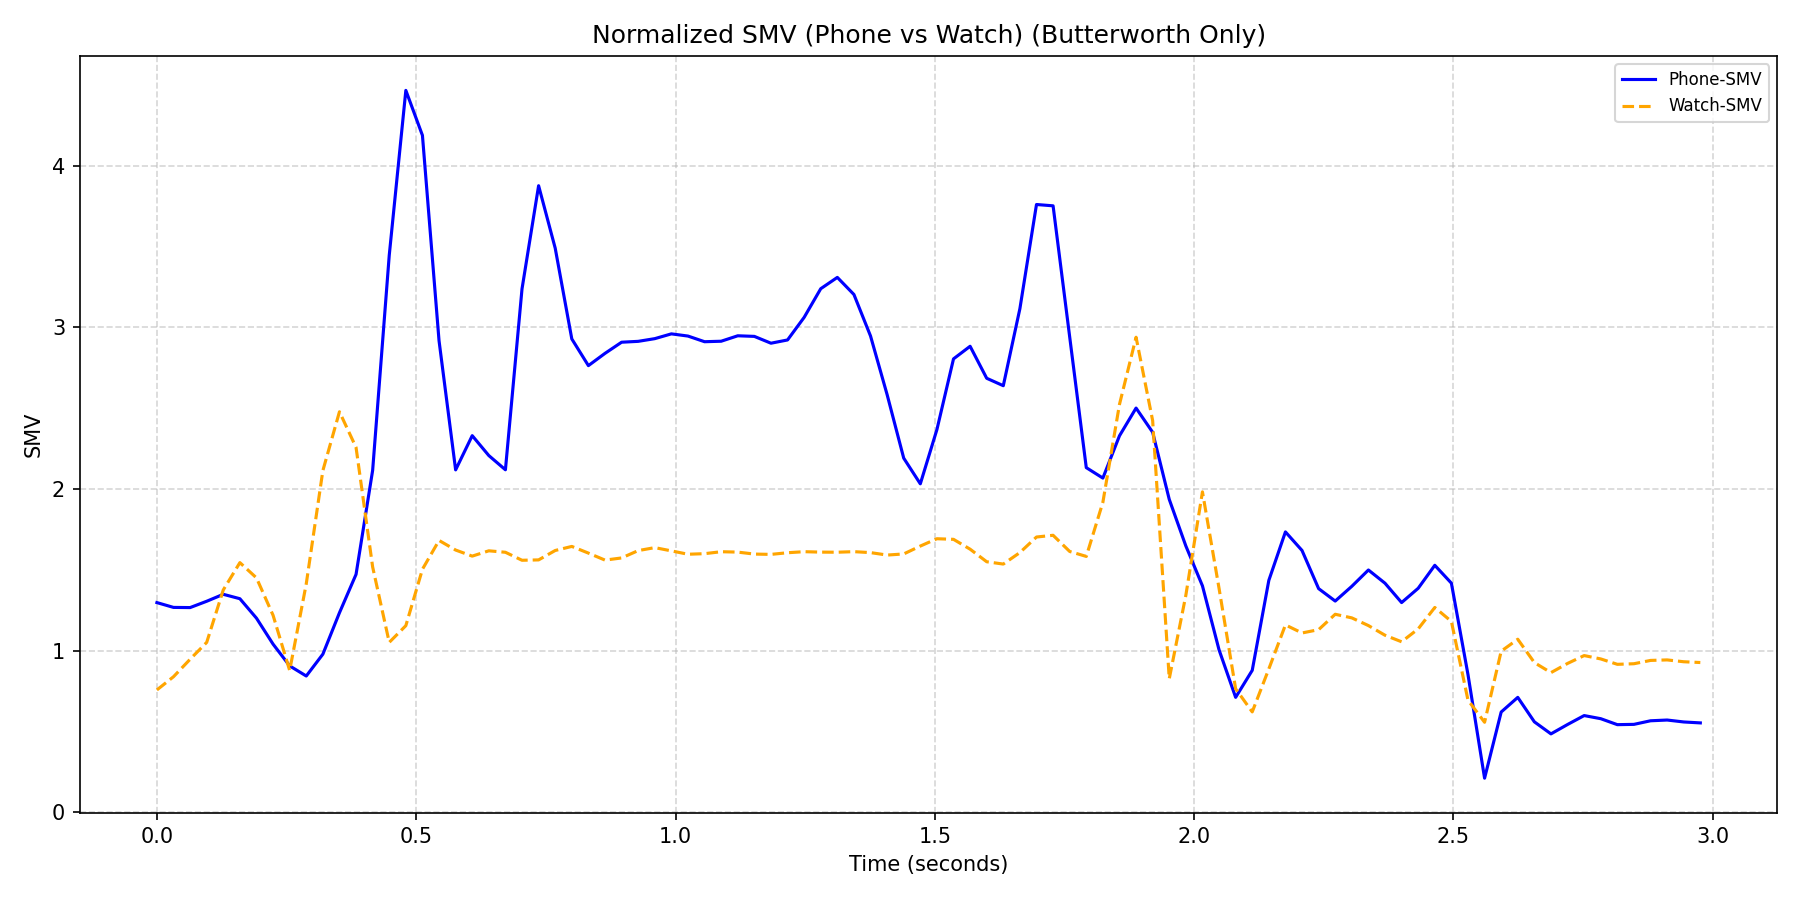 Normalized SMV (Phone vs Watch) (Butterworth Only)
Phone-SMV
Watch-SMV
SMV
4
3
2
1
0
0.0 0.5 1.0 1.5 2.0 2.5 3.0
Time (seconds)